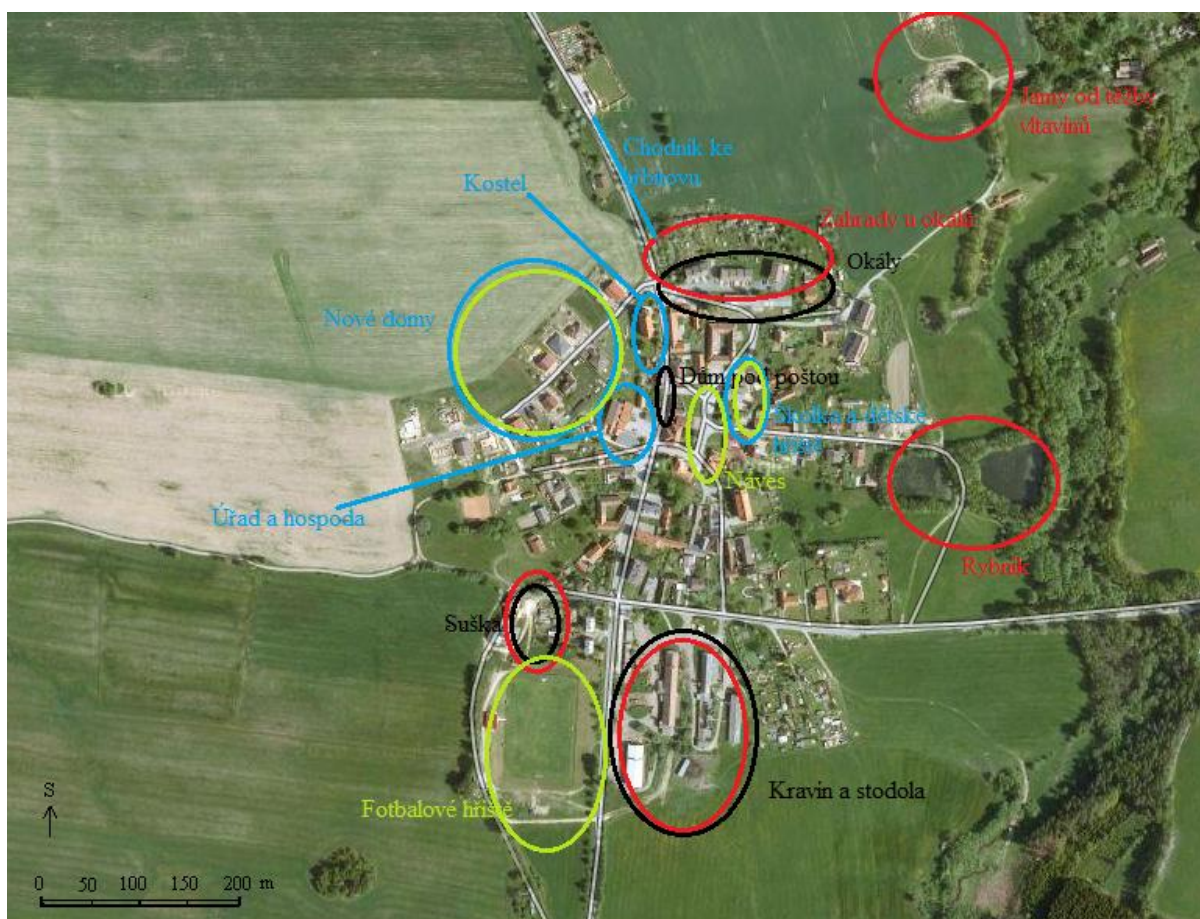 Jámy od těžby
vltavínů
Chodník ke
hřbitovu
Kostel
Zahrady u okálů
Okály
Nové domy
Dům pod poštou
Školka a dětské
hřiště
Náves
Úřad a hospoda
Rybník
Suška
Kravín a stodola
Fotbalové hřiště
S
0 50 100 150 200 m